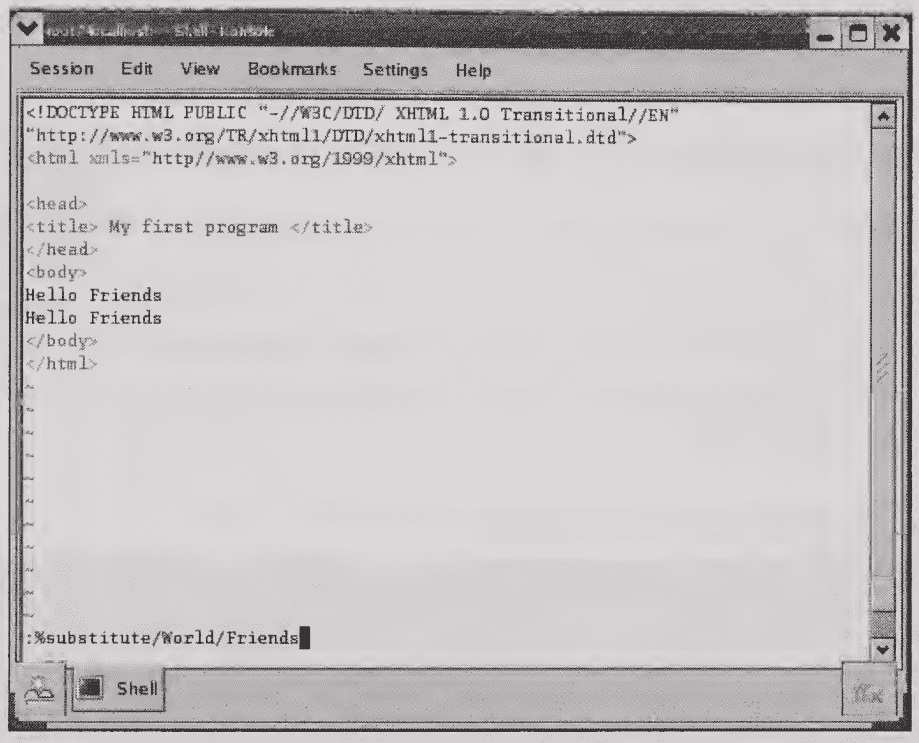 Shell - Konsole
Session Edit View Bookmarks Settings Help
<!DOCTYPE HTML PUBLIC "-//W3C/DTD/ XHTML 1.0 Transitional//EN"
"http://www.w3.org/TR/xhtml1/DTD/xhtml1-transitional.dtd">
<html xmls="http//www.w3.org/1999/xhtml">
<head>
<title> My first program </title>
</head>
<body>
Hello Friends
Hello Friends
</body>
</html>
~
~
~
~
~
~
~
~
~
~
~
:%substitute/World/Friends
Shell